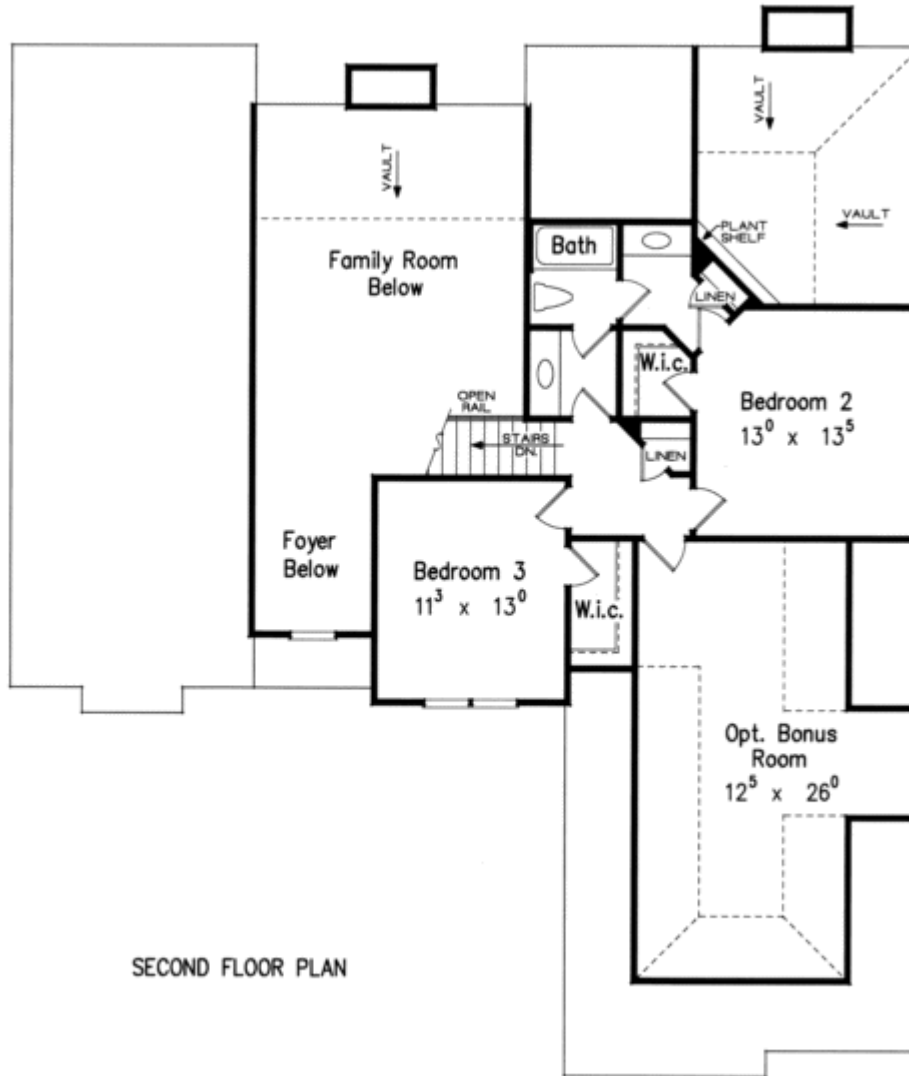 VAULT
VAULT
VAULT
PLANT
SHELF
Bath
Family Room
Below
LINEN
W.i.c.
OPEN
RAIL
Bedroom 2
13⁰ x 13⁵
STAIRS
DN.
LINEN
Foyer
Below
Bedroom 3
11³ x 13⁰
W.i.c.
Opt. Bonus
Room
12⁵ x 26⁰
SECOND FLOOR PLAN